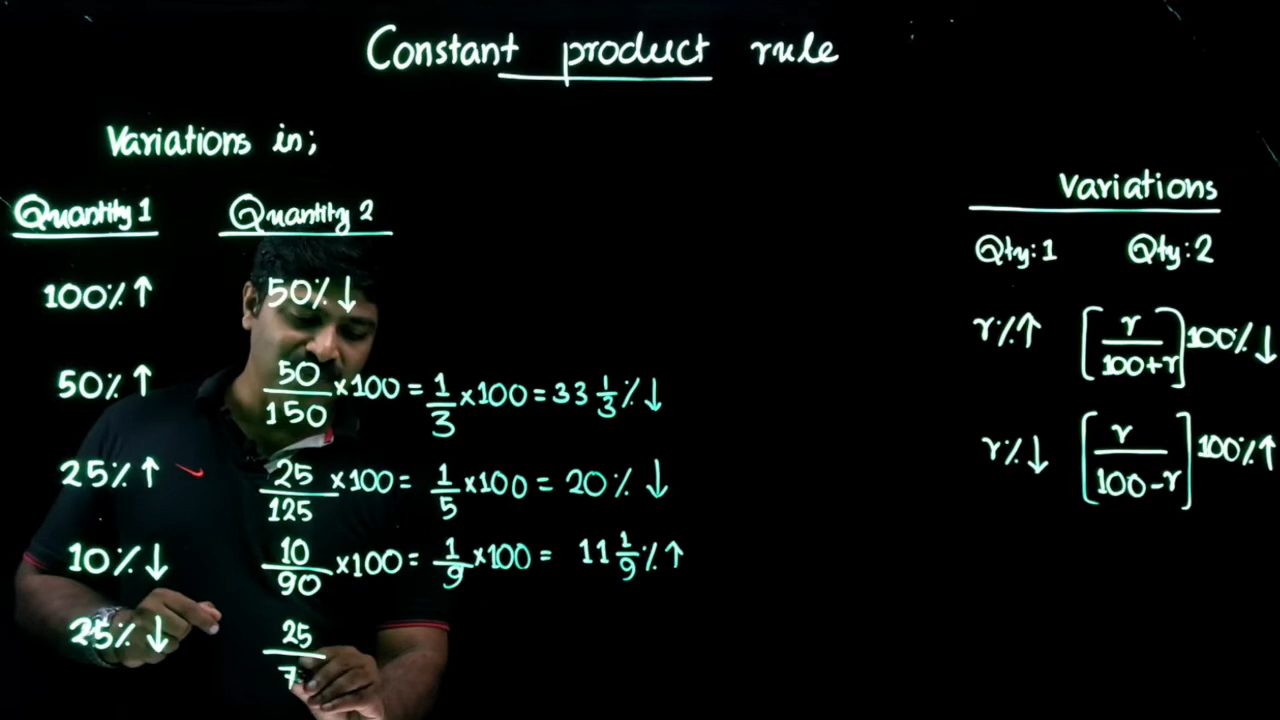 Constant product rule
Variations in;
Quantity 1 Quantity 2
100% ↑ 50% ↓
50% ↑ 50/150 ×100 = 1/3 ×100 = 33 1/3 % ↓
25% ↑ 25/125 ×100 = 1/5 ×100 = 20% ↓
10% ↓ 10/90 ×100 = 1/9 ×100 = 11 1/9 % ↑
25% ↓ 25/7
Variations
Qty:1 Qty:2
r% ↑ [r/100+r] 100% ↓
r% ↓ [r/100-r] 100% ↑